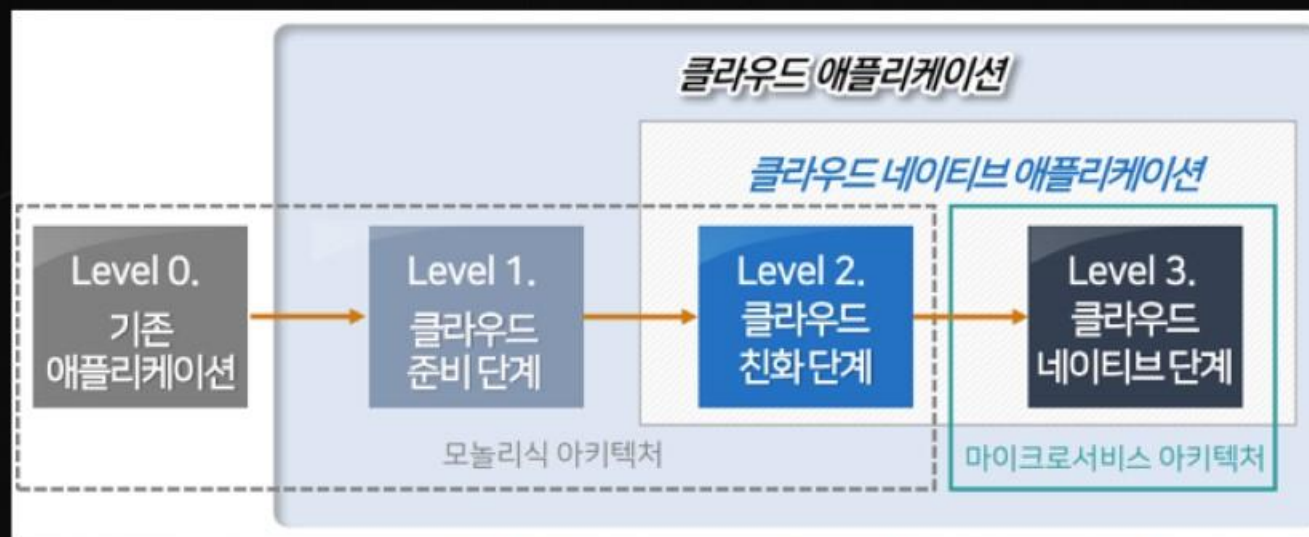 클라우드 애플리케이션
클라우드 네이티브 애플리케이션
Level 0.
기존
애플리케이션
Level 1.
클라우드
준비 단계
Level 2.
클라우드
친화 단계
Level 3.
클라우드
네이티브 단계
모놀리식 아키텍처
마이크로서비스 아키텍처